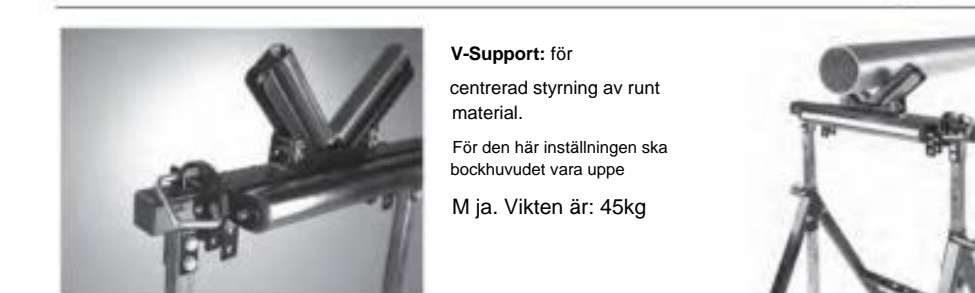 V-Support: för
centrerad styrning av runt
material.
För den här inställningen ska
bockhuvudet vara uppe
M ja. Vikten är: 45kg